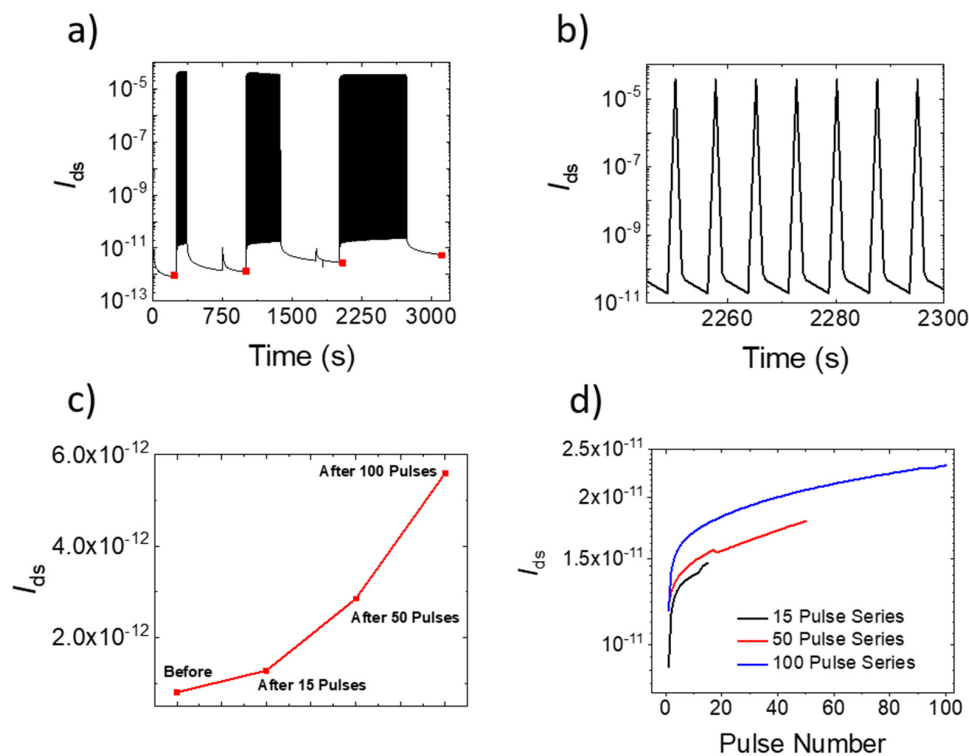 a)
I_ds
10^-5
10^-7
10^-9
10^-11
10^-13
0 750 1500 2250 3000
Time (s)
b)
I_ds
10^-5
10^-7
10^-9
10^-11
2260 2280 2300
Time (s)
c)
I_ds
6.0x10^-12
4.0x10^-12
2.0x10^-12
After 100 Pulses
After 50 Pulses
Before
After 15 Pulses
d)
I_ds
2.5x10^-11
2x10^-11
1.5x10^-11
10^-11
15 Pulse Series
50 Pulse Series
100 Pulse Series
0 20 40 60 80 100
Pulse Number